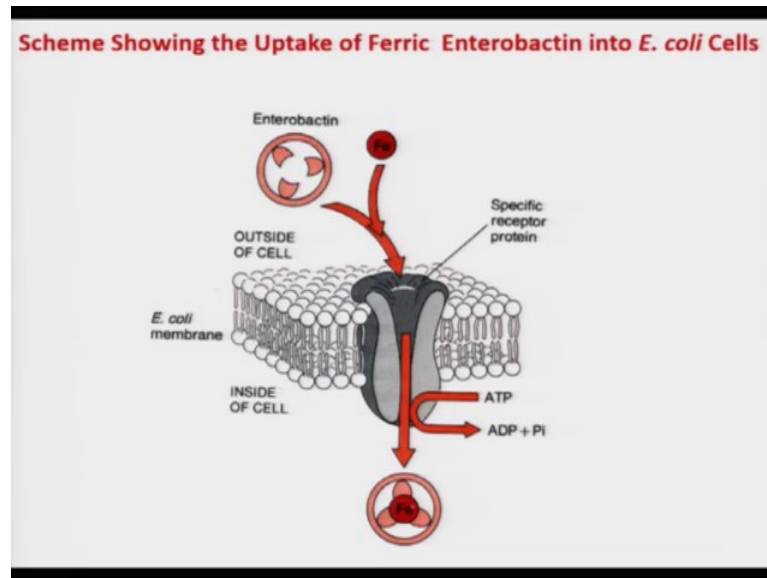 Scheme Showing the Uptake of Ferric Enterobactin into E. coli Cells
Enterobactin
Fe
Specific
receptor
protein
OUTSIDE
OF CELL
E. coli
membrane
INSIDE
OF CELL
ATP
ADP + Pi
Fe